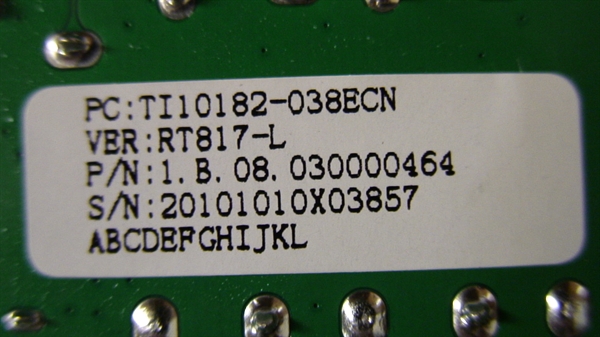 PC:TI10182-038ECN
VER:RT817-L
P/N:1.B.08.030000464
S/N:20101010X03857
ABCDEFGHIJKL